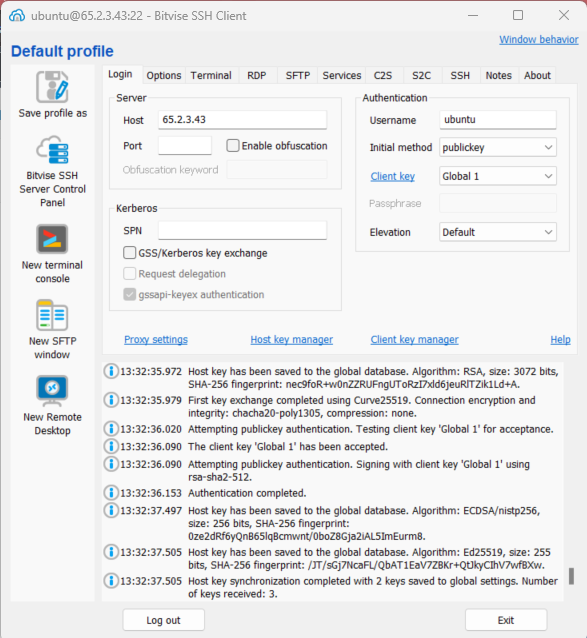 ubuntu@65.2.3.43:22 - Bitvise SSH Client
Window behavior
Default profile
Save profile as
Bitvise SSH
Server Control
Panel
New terminal
console
New SFTP
window
New Remote
Desktop
Login Options Terminal RDP SFTP Services C2S S2C SSH Notes About
Server
Host 65.2.3.43
Port Enable obfuscation
Obfuscation keyword
Kerberos
SPN
GSS/Kerberos key exchange
Request delegation
gssapi-keyex authentication
Authentication
Username ubuntu
Initial method publickey
Client key Global 1
Passphrase
Elevation Default
Proxy settings Host key manager Client key manager Help
13:32:35.972 Host key has been saved to the global database. Algorithm: RSA, size: 3072 bits,
SHA-256 fingerprint: nec9foR+w0nZZRUFngUToRzI7xdd6jeuRlTZik1Ld+A.
13:32:35.979 First key exchange completed using Curve25519. Connection encryption and
integrity: chacha20-poly1305, compression: none.
13:32:36.020 Attempting publickey authentication. Testing client key 'Global 1' for acceptance.
13:32:36.090 The client key 'Global 1' has been accepted.
13:32:36.090 Attempting publickey authentication. Signing with client key 'Global 1' using
rsa-sha2-512.
13:32:36.153 Authentication completed.
13:32:37.497 Host key has been saved to the global database. Algorithm: ECDSA/nistp256,
size: 256 bits, SHA-256 fingerprint:
0ze2dRf6yQnB65lqBcmwnt/0boZ8Gja2iAL5ImEurm8.
13:32:37.505 Host key has been saved to the global database. Algorithm: Ed25519, size: 255
bits, SHA-256 fingerprint: /JT/sGj7NcaFL/QbAT1EaV7ZBKr+QtJkyCIhV7wfBXw.
13:32:37.505 Host key synchronization completed with 2 keys saved to global settings. Number
of keys received: 3.
Log out Exit